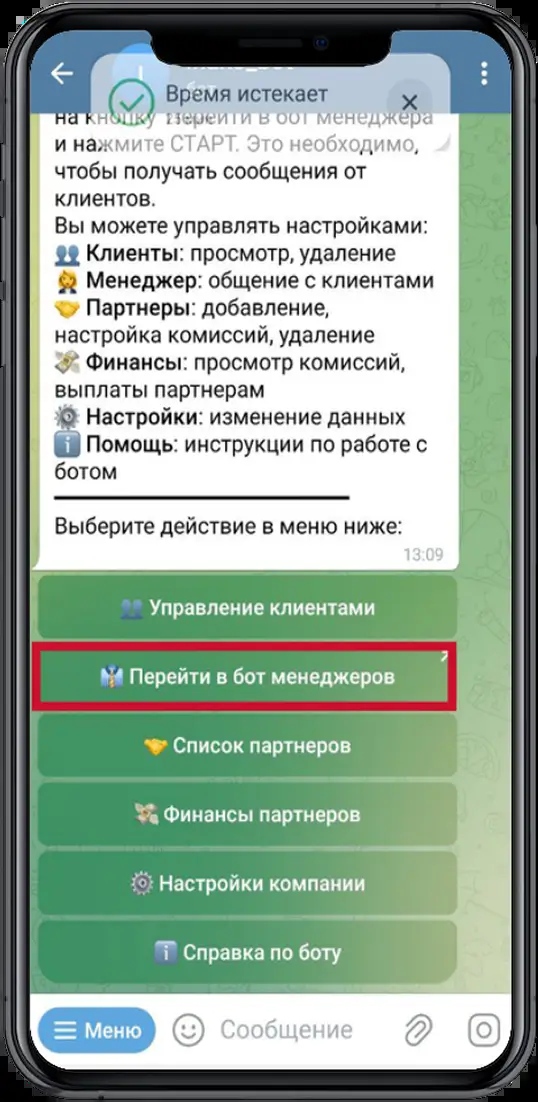 Время истекает
на кнопку Перейти в бот менеджера
и нажмите СТАРТ. Это необходимо,
чтобы получать сообщения от
клиентов.
Вы можете управлять настройками:
Клиенты: просмотр, удаление
Менеджер: общение с клиентами
Партнеры: добавление,
настройка комиссий, удаление
Финансы: просмотр комиссий,
выплаты партнерам
Настройки: изменение данных
Помощь: инструкции по работе с
ботом
Выберите действие в меню ниже:
13:09
Управление клиентами
Перейти в бот менеджеров
Список партнеров
Финансы партнеров
Настройки компании
Справка по боту
Меню
Сообщение